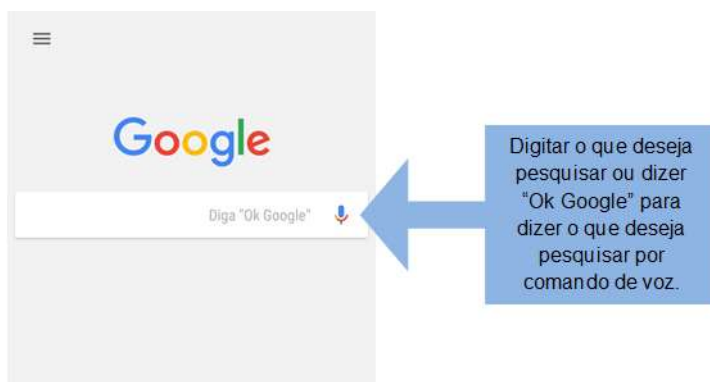 Google
Diga "Ok Google"
Digitar o que deseja
pesquisar ou dizer
“Ok Google” para
dizer o que deseja
pesquisar por
comando de voz.